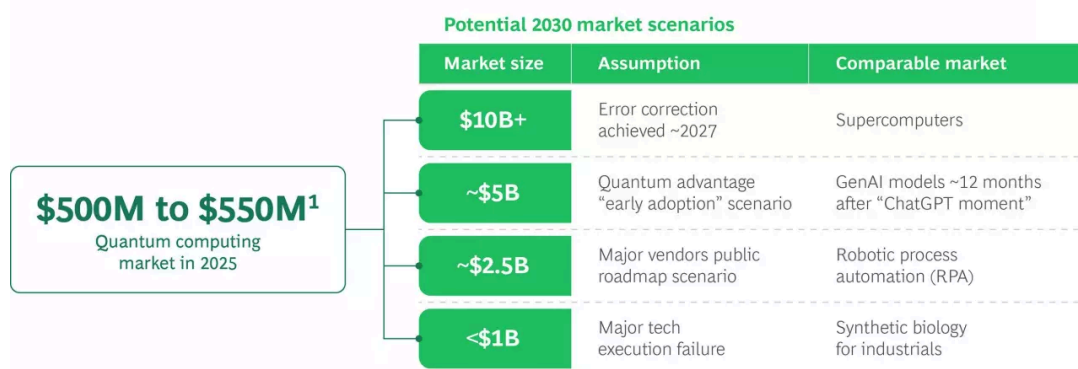 Potential 2030 market scenarios
Market size
Assumption
Comparable market
$10B+
Error correction
achieved ~2027
Supercomputers
~$5B
Quantum advantage
“early adoption” scenario
GenAI models ~12 months
after “ChatGPT moment”
$500M to $550M¹
Quantum computing
market in 2025
~$2.5B
Major vendors public
roadmap scenario
Robotic process
automation (RPA)
<$1B
Major tech
execution failure
Synthetic biology
for industrials